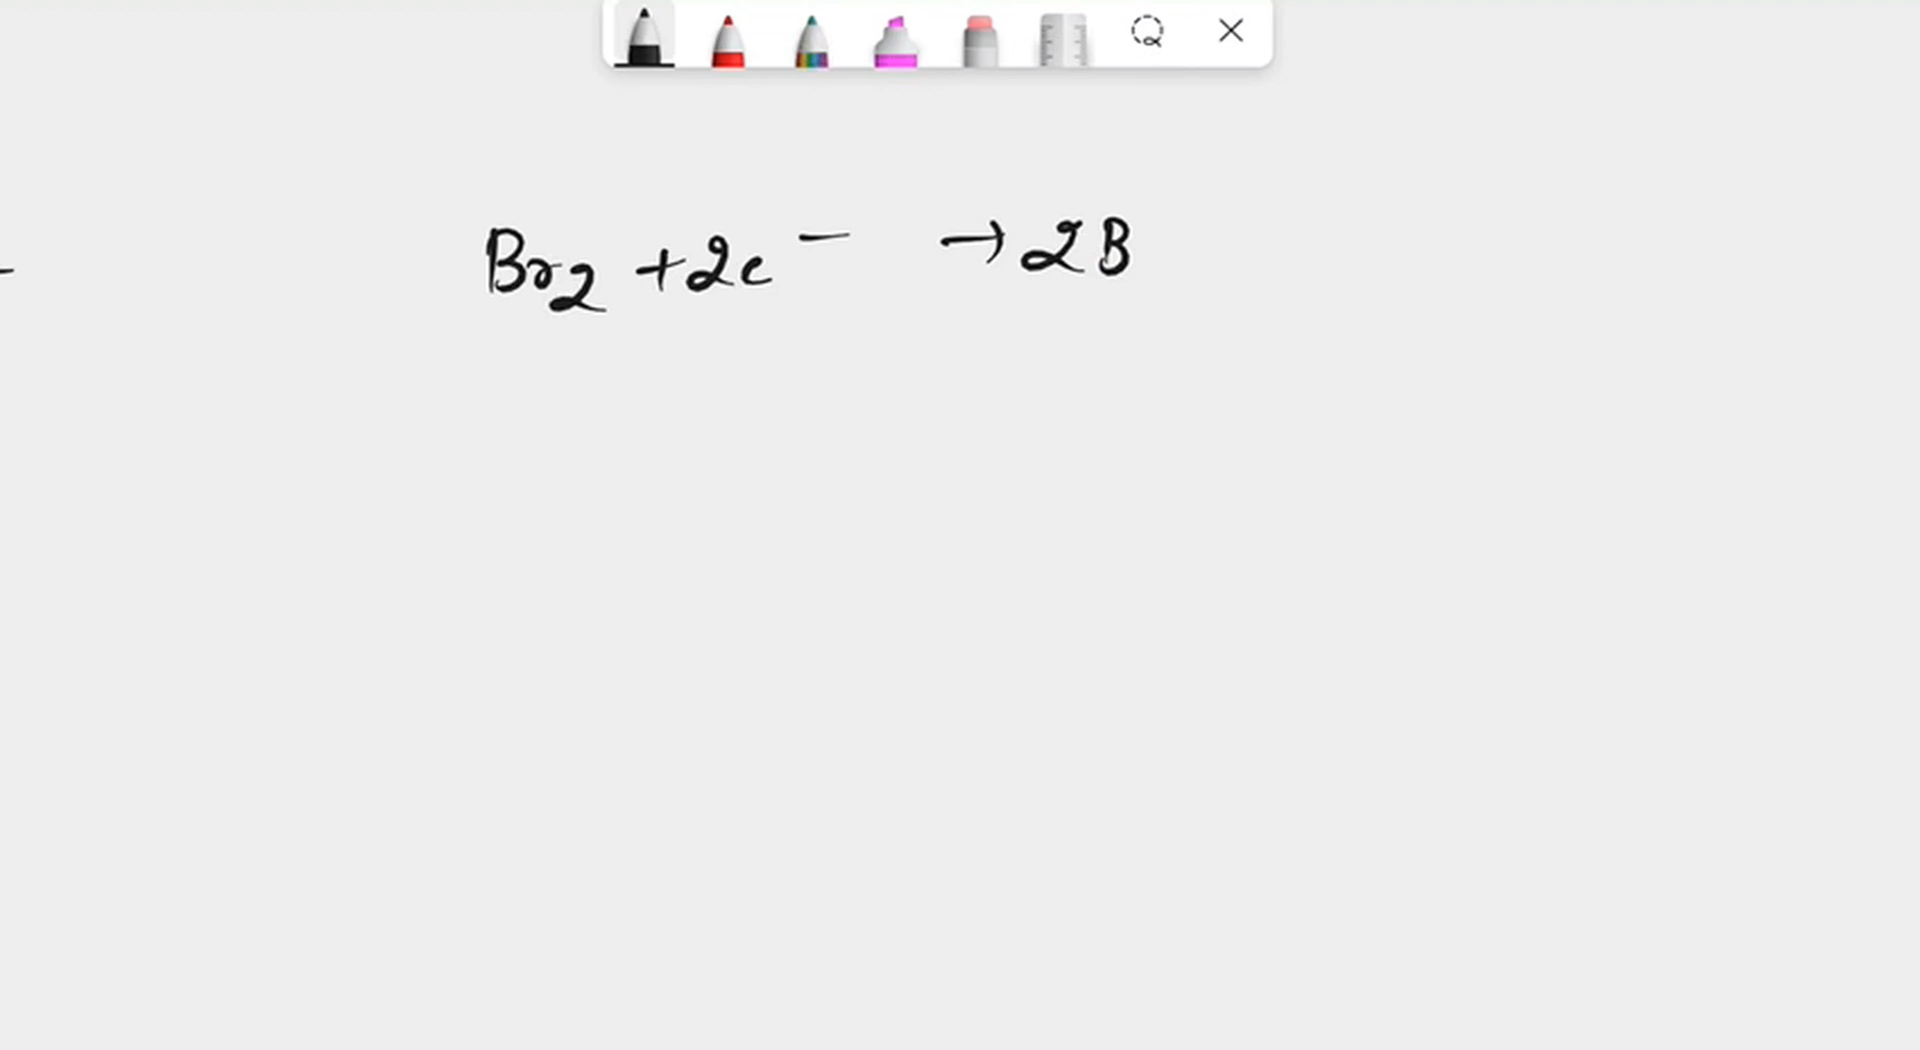 Br₂ + 2e⁻ → 2B